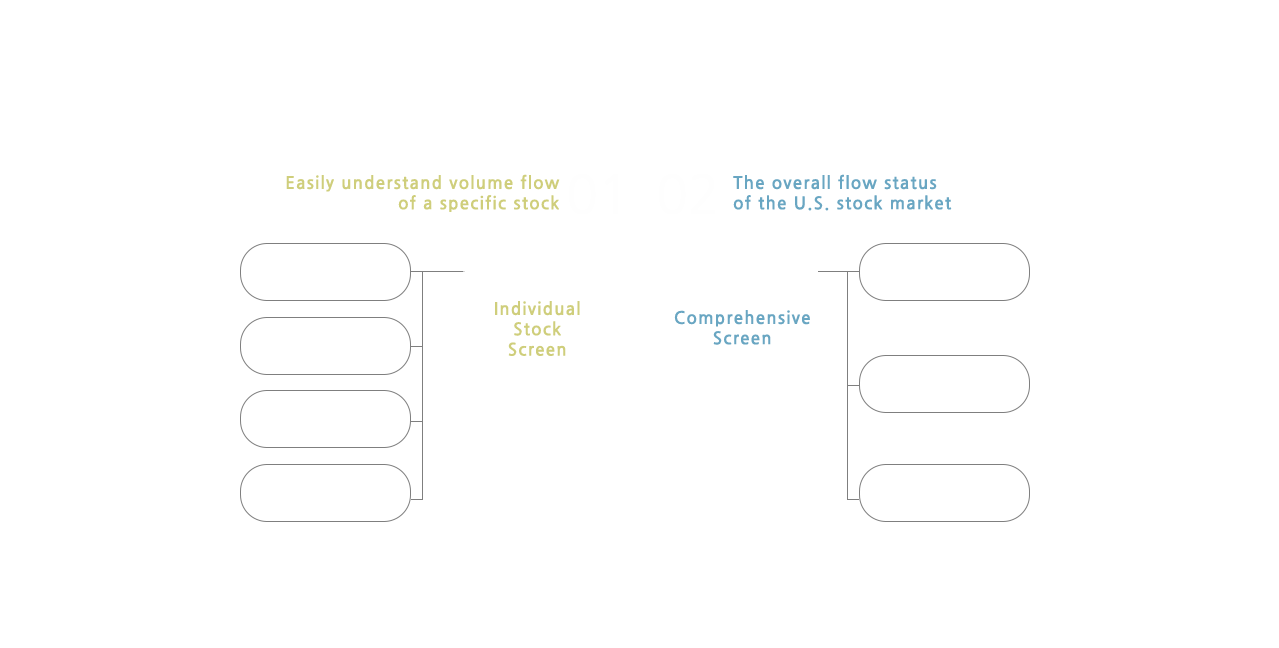 Easily understand volume flow
of a specific stock
The overall flow status
of the U.S. stock market
Individual
Stock
Screen
Comprehensive
Screen